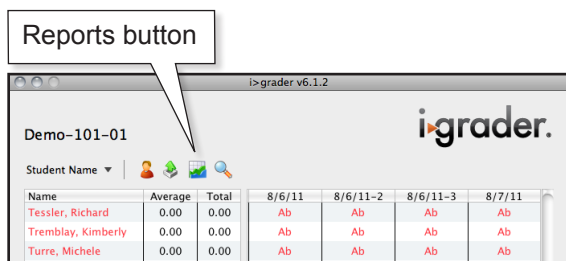 Reports button
i>grader v6.1.2
i▸grader.
Demo-101-01
Student Name ▼
Name Average Total 8/6/11 8/6/11-2 8/6/11-3 8/7/11
Tessler, Richard 0.00 0.00 Ab Ab Ab Ab
Tremblay, Kimberly 0.00 0.00 Ab Ab Ab Ab
Turre, Michele 0.00 0.00 Ab Ab Ab Ab